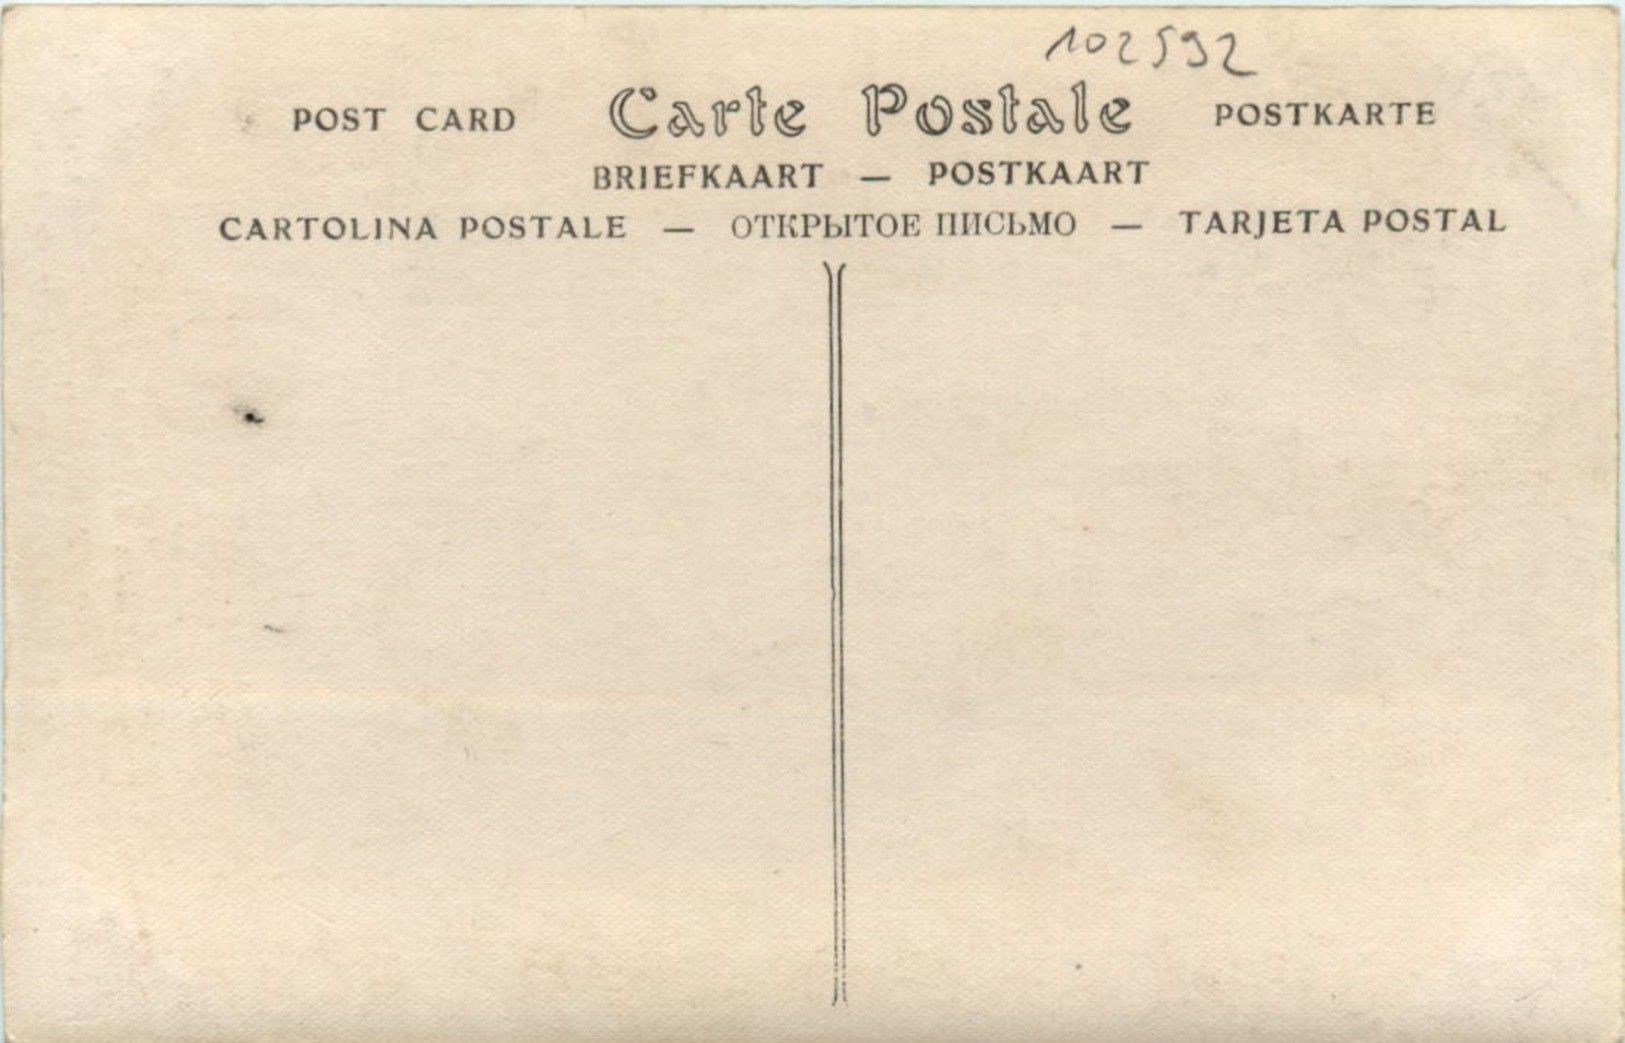 102592
POST CARD Carte Postale POSTKARTE
BRIEFKAART — POSTKAART
CARTOLINA POSTALE — ОТКРЫТОЕ ПИСЬМО — TARJETA POSTAL